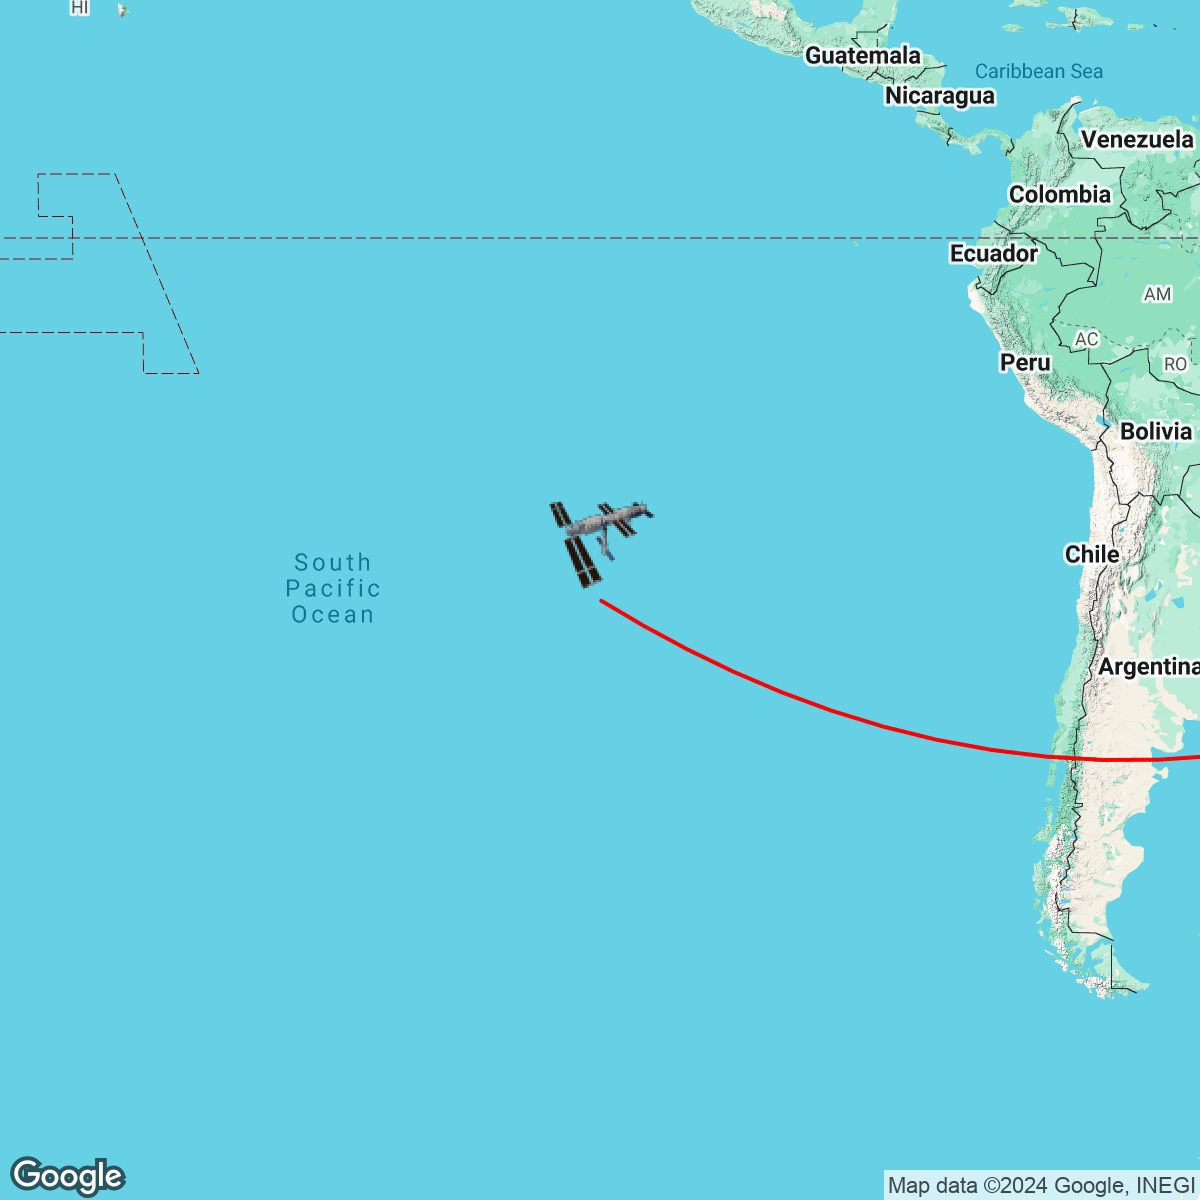 HI
Guatemala
Caribbean Sea
Nicaragua
Venezuela
Colombia
Ecuador
AM
AC
Peru
RO
Bolivia
Chile
South
Pacific
Ocean
Argentina
Google
Map data ©2024 Google, INEGI